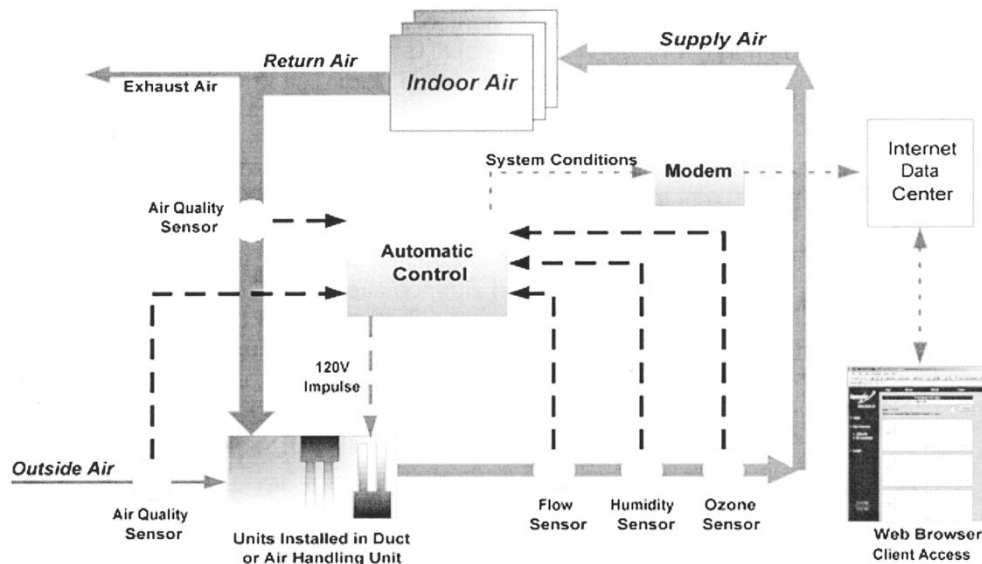 Supply Air
Return Air
Exhaust Air
Indoor Air
System Conditions
Modem
Internet
Data
Center
Air Quality
Sensor
Automatic
Control
120V
Impulse
Outside Air
Air Quality
Sensor
Units Installed in Duct
or Air Handling Unit
Flow
Sensor
Humidity
Sensor
Ozone
Sensor
Web Browser
Client Access